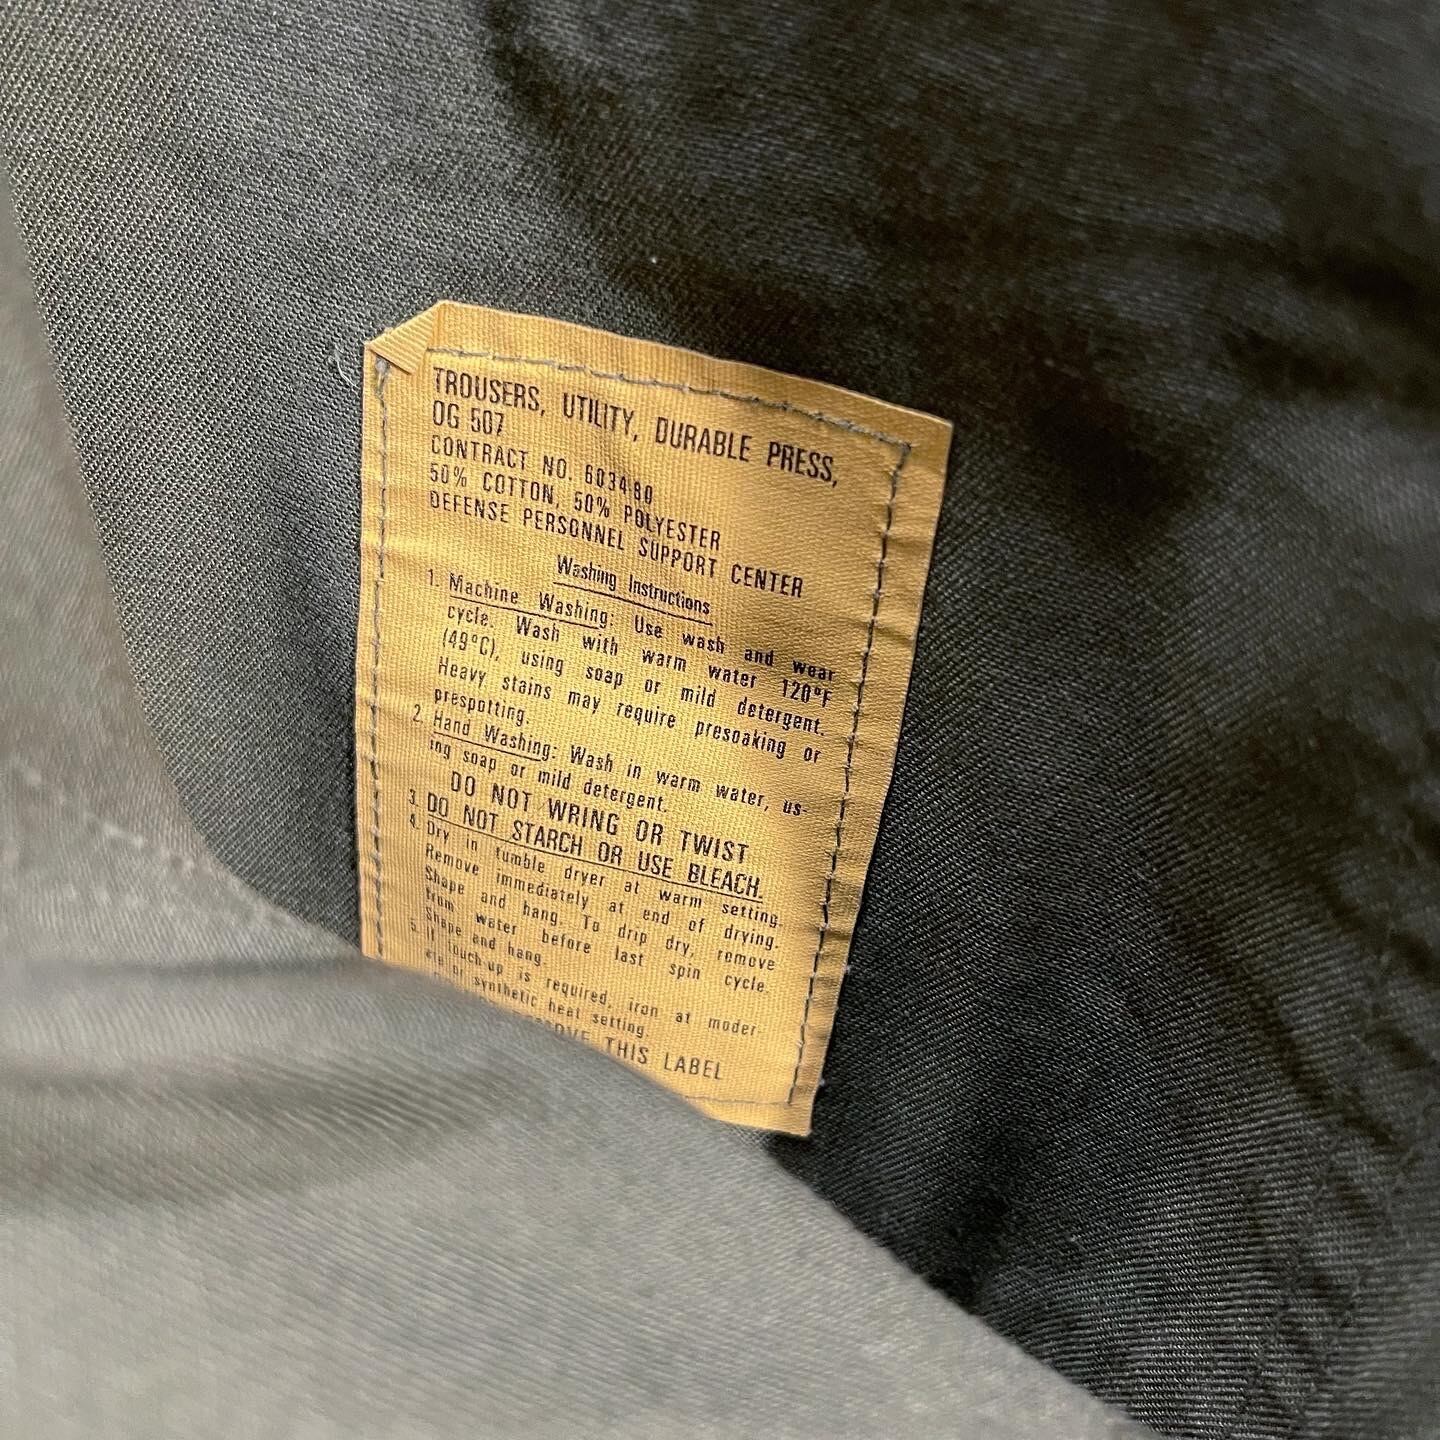 TROUSERS, UTILITY, DURABLE PRESS,
OG 507
CONTRACT NO. 603480
50% COTTON, 50% POLYESTER
DEFENSE PERSONNEL SUPPORT CENTER
Washing Instructions
1. Machine Washing: Use wash and wear
cycle. Wash with warm water 120°F
(49°C), using soap or mild detergent.
Heavy stains may require presoaking or
prespotting.
2. Hand Washing: Wash in warm water, us-
ing soap or mild detergent.
DO NOT WRING OR TWIST
3. DO NOT STARCH OR USE BLEACH.
4. Dry in tumble dryer at warm setting.
Remove immediately at end of drying.
Shape and hang. To drip dry, remove
from water before last spin cycle.
Shape and hang.
5. If touch-up is required, iron at moder-
synthetic heat setting.
THIS LABEL